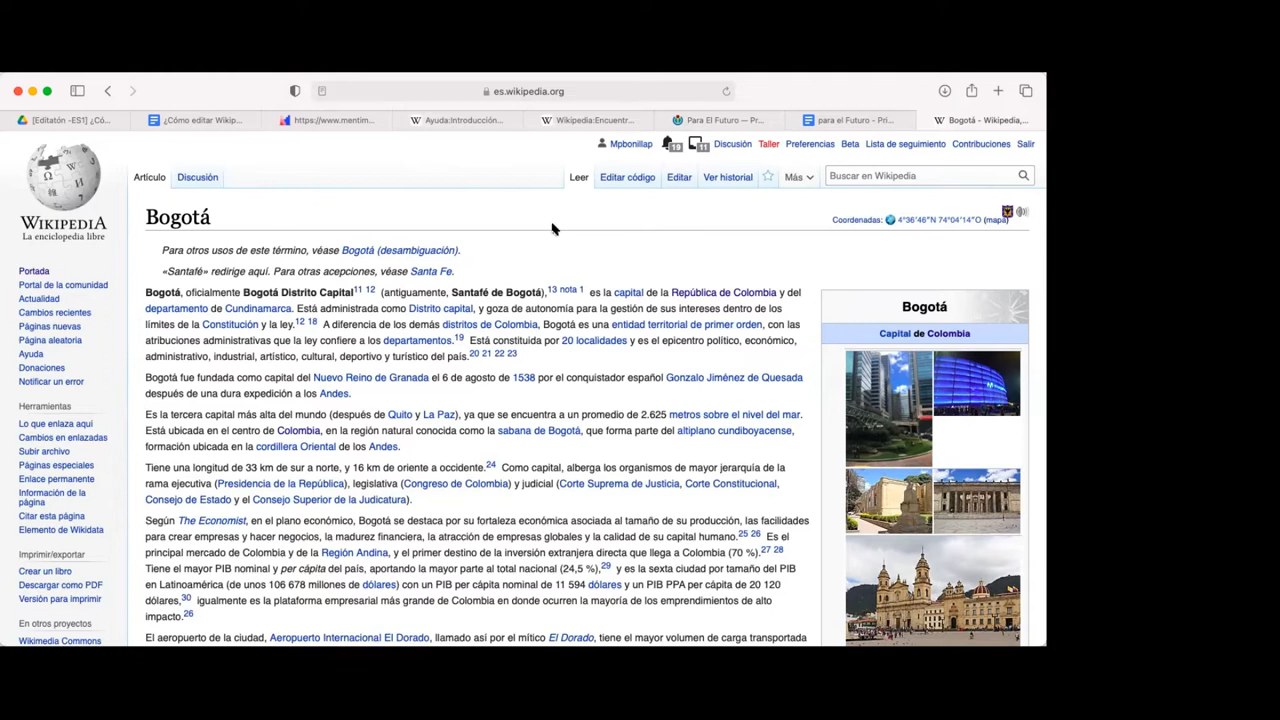 es.wikipedia.org
[Editatón -ES1] ¿Có...
¿Cómo editar Wikip...
https://www.mentim...
Ayuda:Introducción...
Wikipedia:Encuentr...
Para El Futuro — Pr...
para el Futuro - Pri...
Bogotá - Wikipedia,...
Mpbonillap
19
11
Discusión
Taller
Preferencias
Beta
Lista de seguimiento
Contribuciones
Salir
Artículo
Discusión
Leer
Editar código
Editar
Ver historial
Más
Buscar en Wikipedia
WIKIPEDIA
La enciclopedia libre
Portada
Portal de la comunidad
Actualidad
Cambios recientes
Páginas nuevas
Página aleatoria
Ayuda
Donaciones
Notificar un error
Herramientas
Lo que enlaza aquí
Cambios en enlazadas
Subir archivo
Páginas especiales
Enlace permanente
Información de la
página
Citar esta página
Elemento de Wikidata
Imprimir/exportar
Crear un libro
Descargar como PDF
Versión para imprimir
En otros proyectos
Wikimedia Commons
Bogotá
Coordenadas: 4°36′46″N 74°04′14″O (mapa)
Para otros usos de este término, véase Bogotá (desambiguación).
«Santafé» redirige aquí. Para otras acepciones, véase Santa Fe.
Bogotá, oficialmente Bogotá Distrito Capital11 12 (antiguamente, Santafé de Bogotá),13 nota 1 es la capital de la República de Colombia y del
departamento de Cundinamarca. Está administrada como Distrito capital, y goza de autonomía para la gestión de sus intereses dentro de los
límites de la Constitución y la ley.12 18 A diferencia de los demás distritos de Colombia, Bogotá es una entidad territorial de primer orden, con las
atribuciones administrativas que la ley confiere a los departamentos.19 Está constituida por 20 localidades y es el epicentro político, económico,
administrativo, industrial, artístico, cultural, deportivo y turístico del país.20 21 22 23
Bogotá fue fundada como capital del Nuevo Reino de Granada el 6 de agosto de 1538 por el conquistador español Gonzalo Jiménez de Quesada
después de una dura expedición a los Andes.
Es la tercera capital más alta del mundo (después de Quito y La Paz), ya que se encuentra a un promedio de 2.625 metros sobre el nivel del mar.
Está ubicada en el centro de Colombia, en la región natural conocida como la sabana de Bogotá, que forma parte del altiplano cundiboyacense,
formación ubicada en la cordillera Oriental de los Andes.
Tiene una longitud de 33 km de sur a norte, y 16 km de oriente a occidente.24 Como capital, alberga los organismos de mayor jerarquía de la
rama ejecutiva (Presidencia de la República), legislativa (Congreso de Colombia) y judicial (Corte Suprema de Justicia, Corte Constitucional,
Consejo de Estado y el Consejo Superior de la Judicatura).
Según The Economist, en el plano económico, Bogotá se destaca por su fortaleza económica asociada al tamaño de su producción, las facilidades
para crear empresas y hacer negocios, la madurez financiera, la atracción de empresas globales y la calidad de su capital humano.25 26 Es el
principal mercado de Colombia y de la Región Andina, y el primer destino de la inversión extranjera directa que llega a Colombia (70 %).27 28
Tiene el mayor PIB nominal y per cápita del país, aportando la mayor parte al total nacional (24,5 %),29 y es la sexta ciudad por tamaño del PIB
en Latinoamérica (de unos 106 678 millones de dólares) con un PIB per cápita nominal de 11 594 dólares y un PIB PPA per cápita de 20 120
dólares,30 igualmente es la plataforma empresarial más grande de Colombia en donde ocurren la mayoría de los emprendimientos de alto
impacto.26
El aeropuerto de la ciudad, Aeropuerto Internacional El Dorado, llamado así por el mítico El Dorado, tiene el mayor volumen de carga transportada
Bogotá
Capital de Colombia